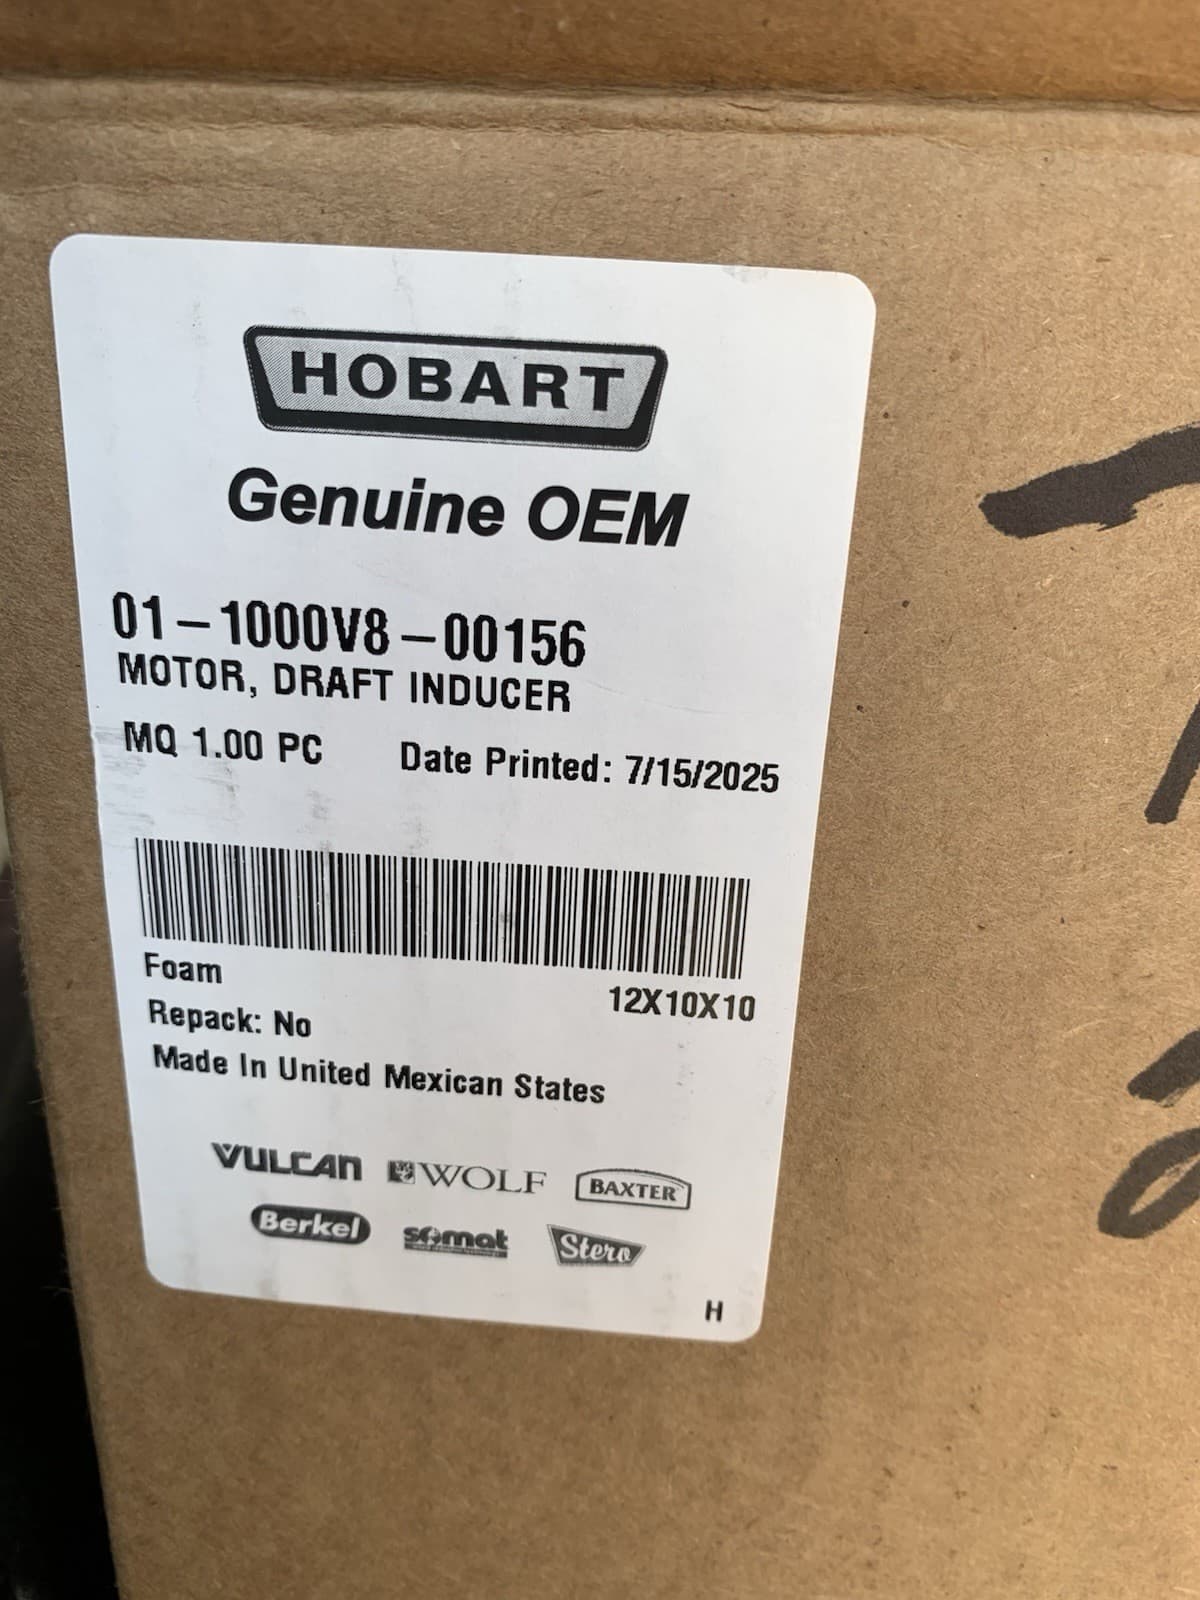 HOBART
Genuine OEM
01-1000V8-00156
MOTOR, DRAFT INDUCER
MQ 1.00 PC Date Printed: 7/15/2025
Foam
12X10X10
Repack: No
Made In United Mexican States
VULCAN WOLF BAXTER
Berkel somat Stero
H